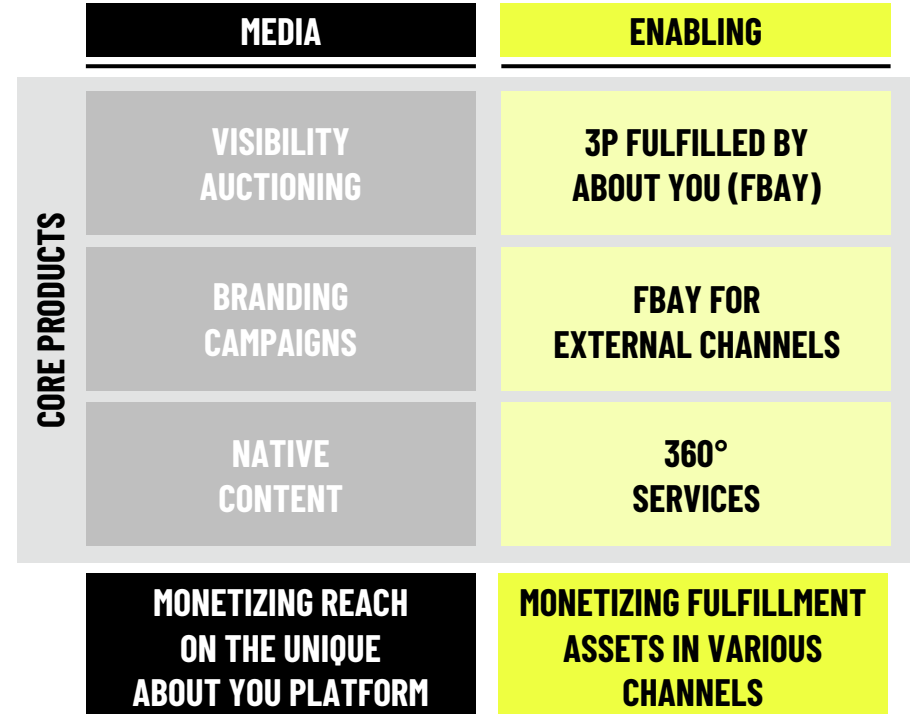 MEDIA
ENABLING
CORE PRODUCTS
VISIBILITY
AUCTIONING
3P FULFILLED BY
ABOUT YOU (FBAY)
BRANDING
CAMPAIGNS
FBAY FOR
EXTERNAL CHANNELS
NATIVE
CONTENT
360°
SERVICES
MONETIZING REACH
ON THE UNIQUE
ABOUT YOU PLATFORM
MONETIZING FULFILLMENT
ASSETS IN VARIOUS
CHANNELS